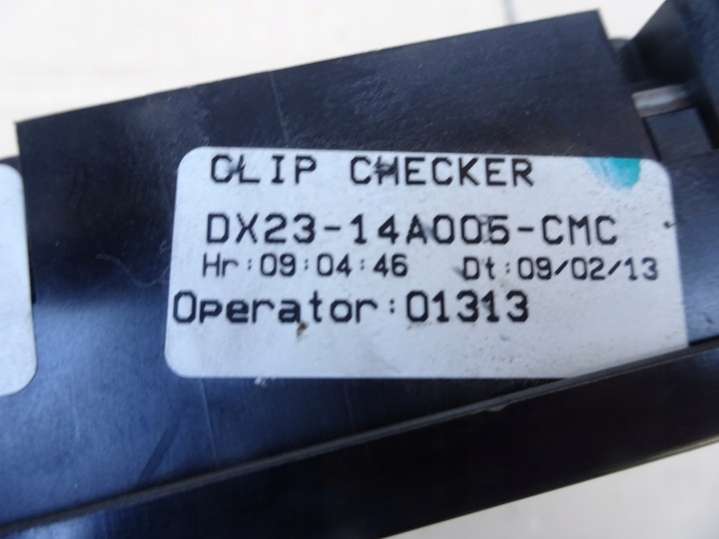 CLIP CHECKER
DX23-14A005-CMC
Hr:09:04:46 Dt:09/02/13
Operator:01313